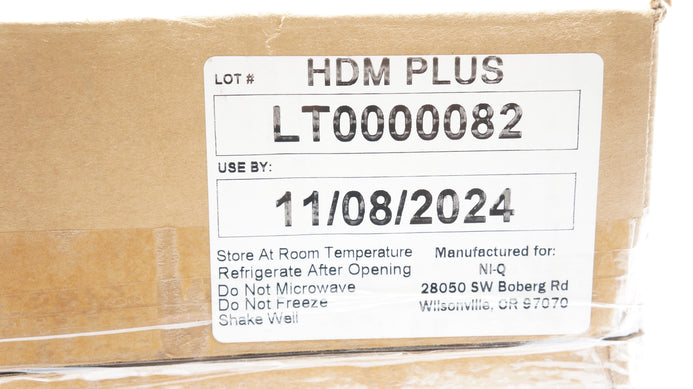 HDM PLUS
LOT #
LT0000082
USE BY:
11/08/2024
Store At Room Temperature
Refrigerate After Opening
Do Not Microwave
Do Not Freeze
Shake Well
Manufactured for:
NI-Q
28050 SW Boberg Rd
Wilsonville, OR 97070